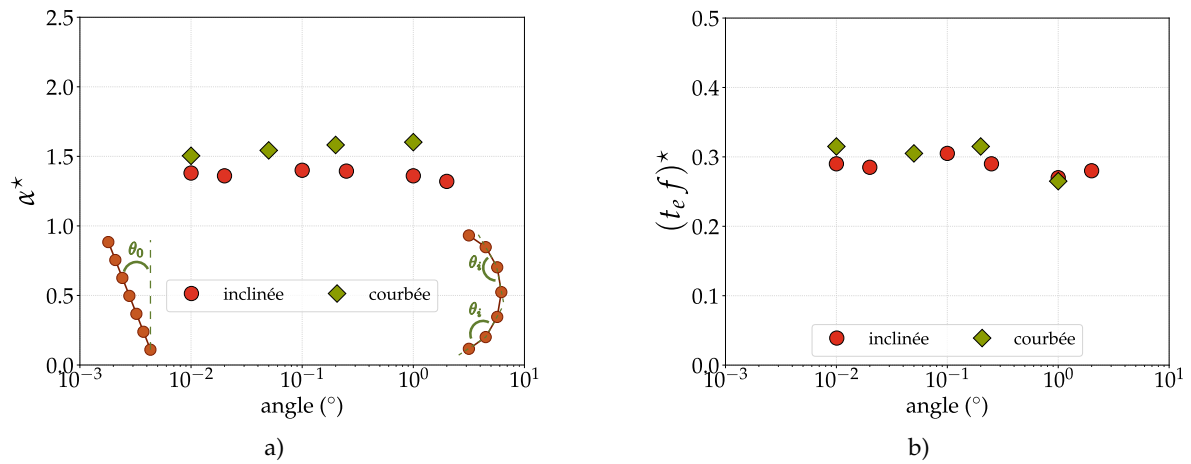 2.5
2.0
1.5
1.0
0.5
0.0
α⋆
θ₀
θᵢ
θᵢ
inclinée courbée
10⁻³ 10⁻² 10⁻¹ 10⁰ 10¹
angle (°)
a)
0.5
0.4
0.3
0.2
0.1
0.0
(tₑ f)⋆
inclinée courbée
10⁻³ 10⁻² 10⁻¹ 10⁰ 10¹
angle (°)
b)